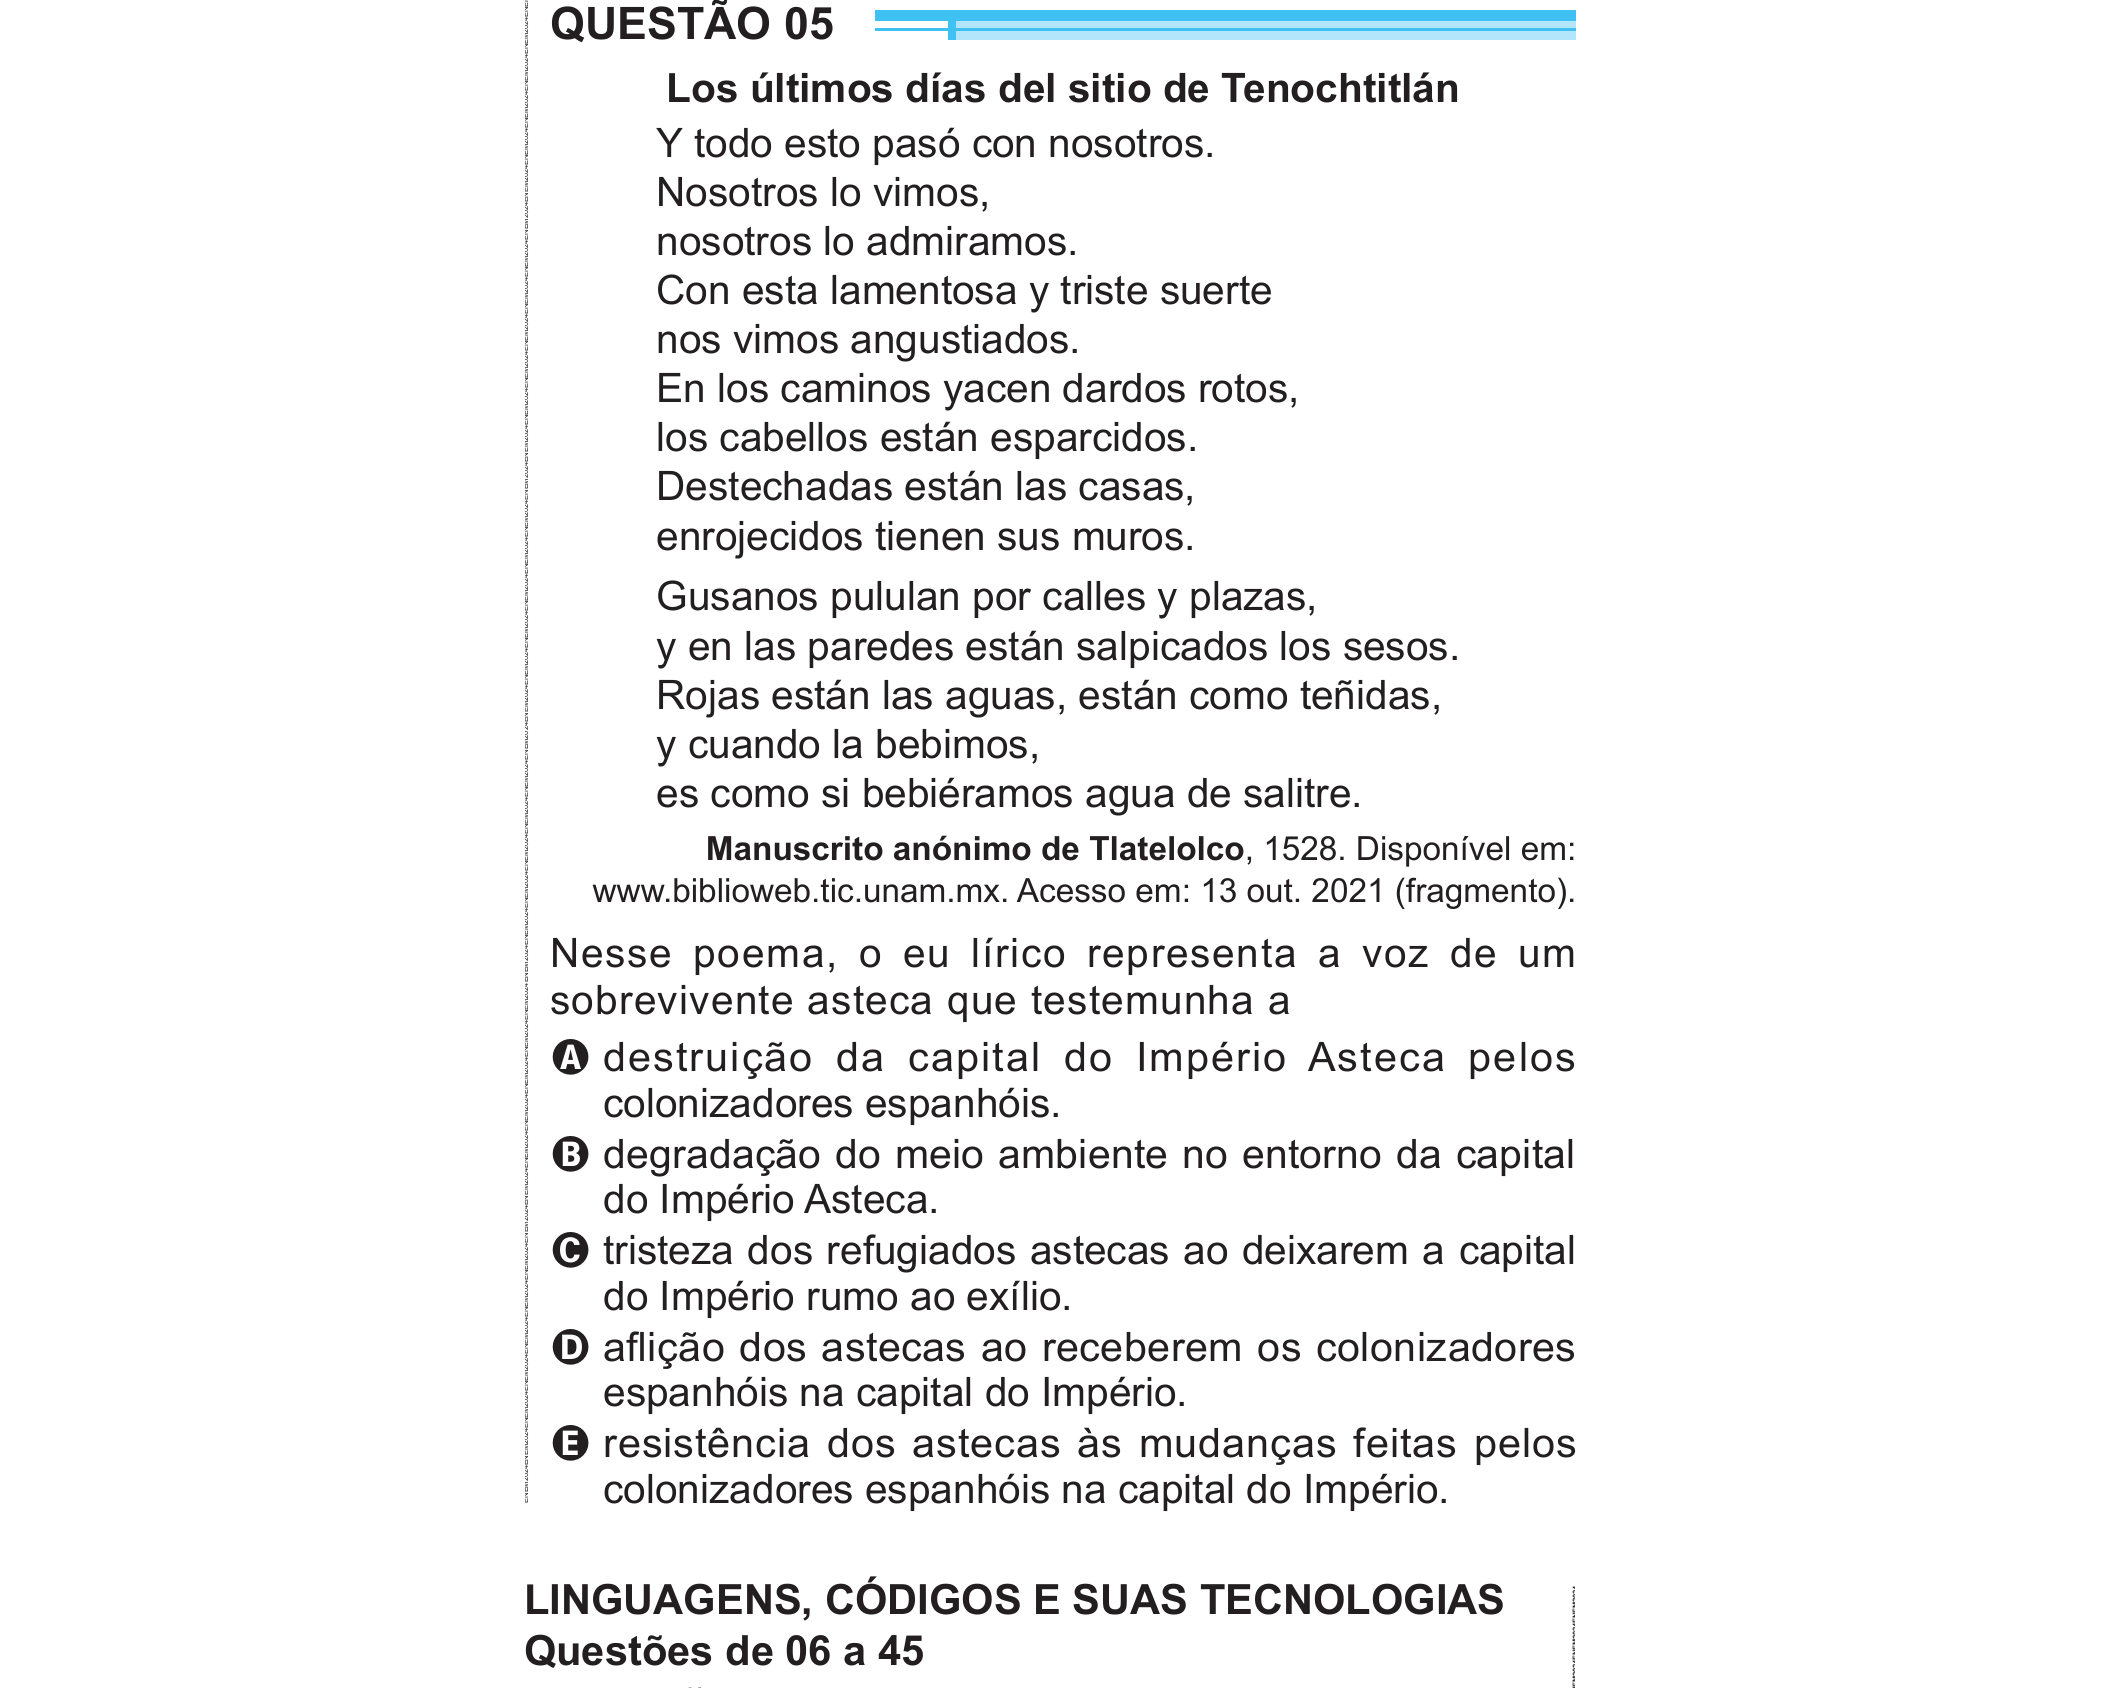 QUESTÃO 05
Los últimos días del sitio de Tenochtitlán
Y todo esto pasó con nosotros.
Nosotros lo vimos,
nosotros lo admiramos.
Con esta lamentosa y triste suerte
nos vimos angustiados.
En los caminos yacen dardos rotos,
los cabellos están esparcidos.
Destechadas están las casas,
enrojecidos tienen sus muros.
Gusanos pululan por calles y plazas,
y en las paredes están salpicados los sesos.
Rojas están las aguas, están como teñidas,
y cuando la bebimos,
es como si bebiéramos agua de salitre.
Manuscrito anónimo de Tlatelolco, 1528. Disponível em:
www.biblioweb.tic.unam.mx. Acesso em: 13 out. 2021 (fragmento).
Nesse poema, o eu lírico representa a voz de um
sobrevivente asteca que testemunha a
A destruição da capital do Império Asteca pelos
colonizadores espanhóis.
B degradação do meio ambiente no entorno da capital
do Império Asteca.
C tristeza dos refugiados astecas ao deixarem a capital
do Império rumo ao exílio.
D aflição dos astecas ao receberem os colonizadores
espanhóis na capital do Império.
E resistência dos astecas às mudanças feitas pelos
colonizadores espanhóis na capital do Império.
LINGUAGENS, CÓDIGOS E SUAS TECNOLOGIAS
Questões de 06 a 45